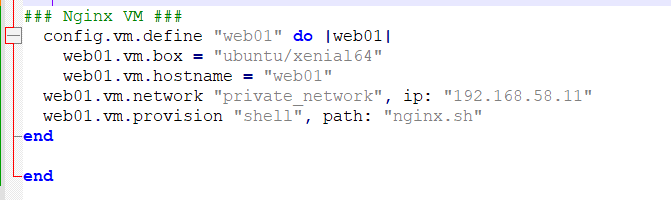 ### Nginx VM ###
config.vm.define "web01" do |web01|
web01.vm.box = "ubuntu/xenial64"
web01.vm.hostname = "web01"
web01.vm.network "private_network", ip: "192.168.58.11"
web01.vm.provision "shell", path: "nginx.sh"
end
end